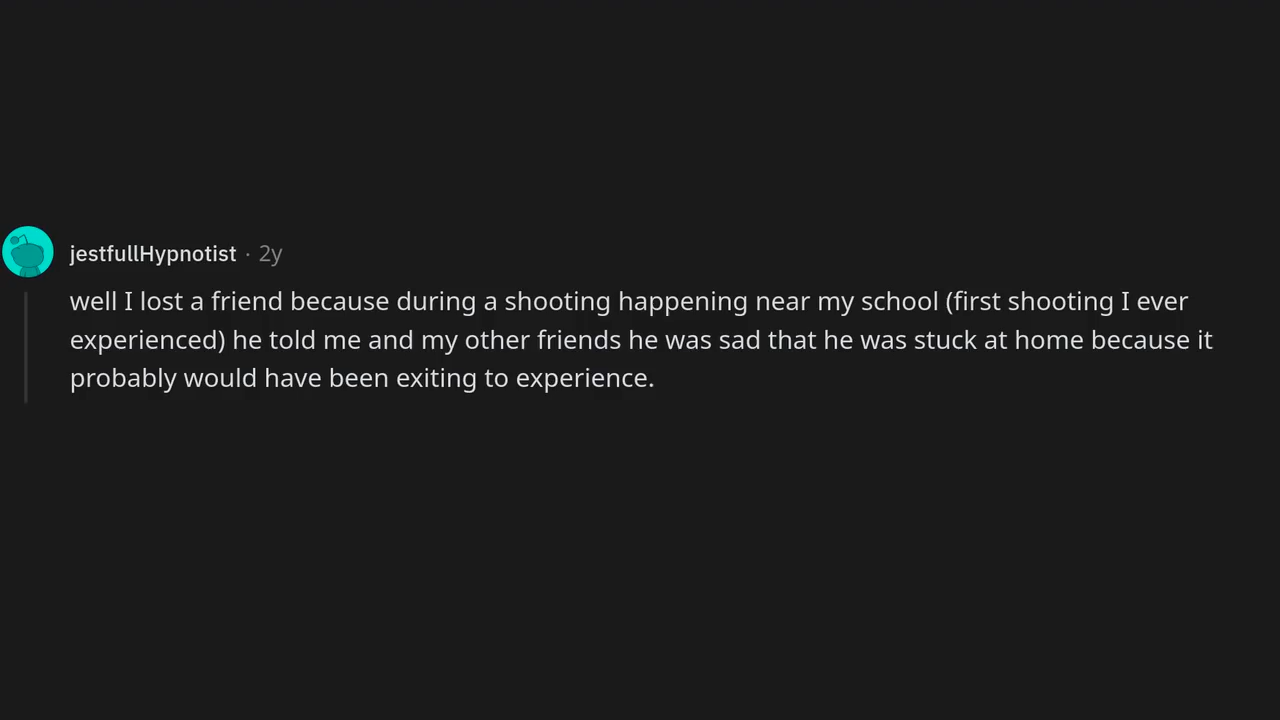 jestfullHypnotist · 2y
well I lost a friend because during a shooting happening near my school (first shooting I ever
experienced) he told me and my other friends he was sad that he was stuck at home because it
probably would have been exiting to experience.